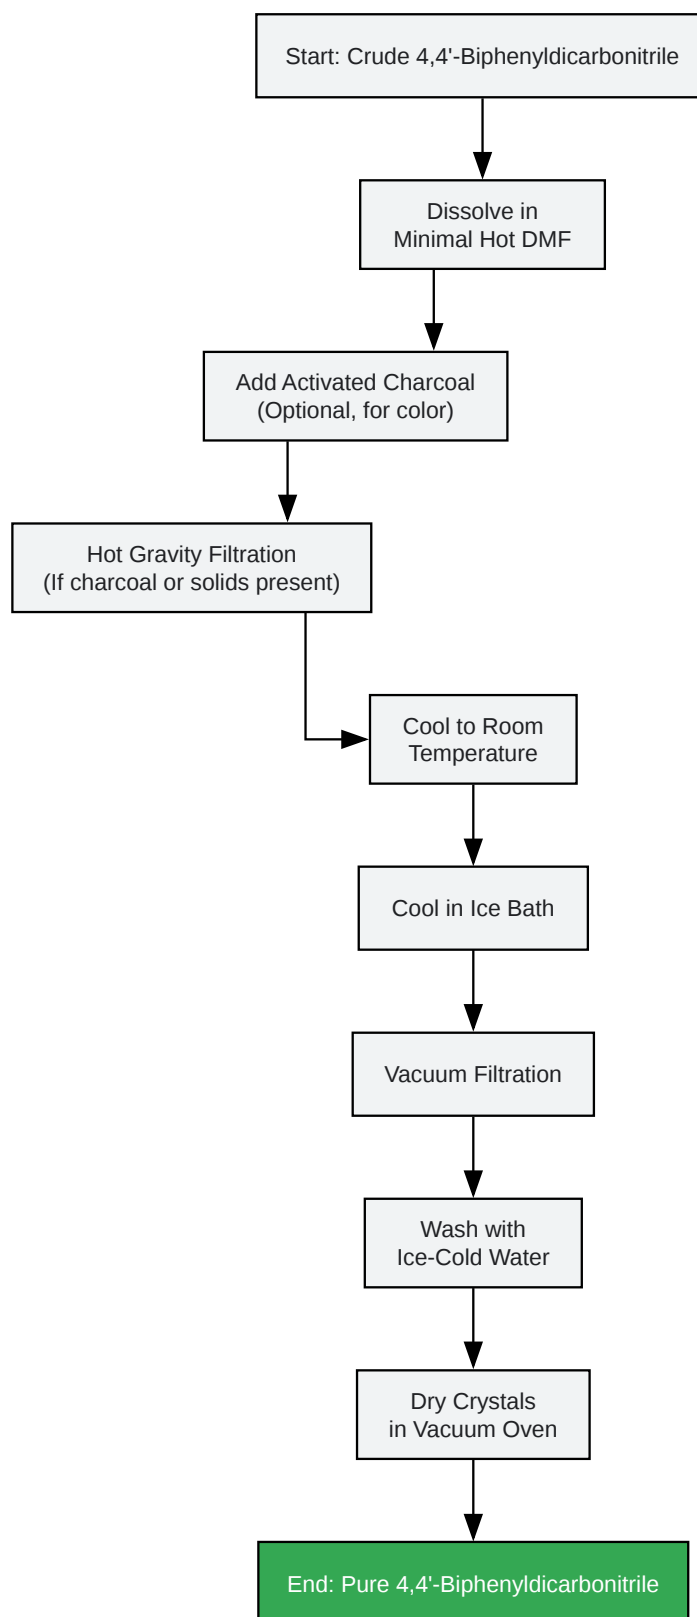 Start: Crude 4,4'-Biphenyldicarbonitrile
Dissolve in
Minimal Hot DMF
Add Activated Charcoal
(Optional, for color)
Hot Gravity Filtration
(If charcoal or solids present)
Cool to Room
Temperature
Cool in Ice Bath
Vacuum Filtration
Wash with
Ice-Cold Water
Dry Crystals
in Vacuum Oven
End: Pure 4,4'-Biphenyldicarbonitrile